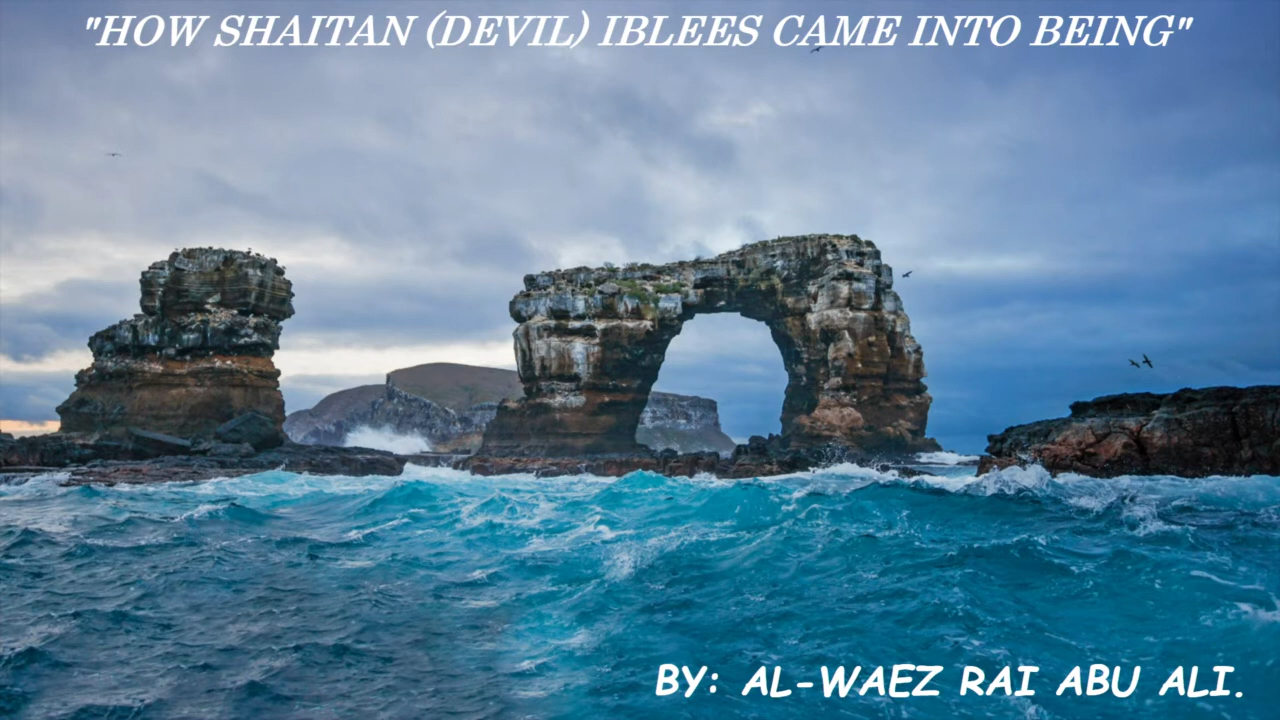 "HOW SHAITAN (DEVIL) IBLEES CAME INTO BEING"
BY: AL-WAEZ RAI ABU ALI.